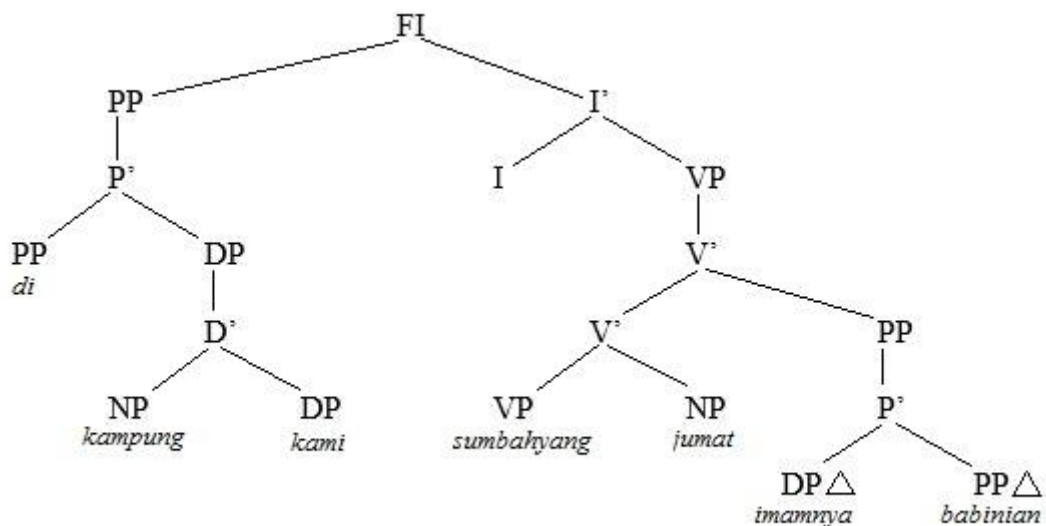 FI
PP I’
P’ I VP
PP DP V’
di
D’ V’ PP
NP DP VP NP P’
kampung kami sumbahyang jumat
DP△ PP△
imamnya babinian